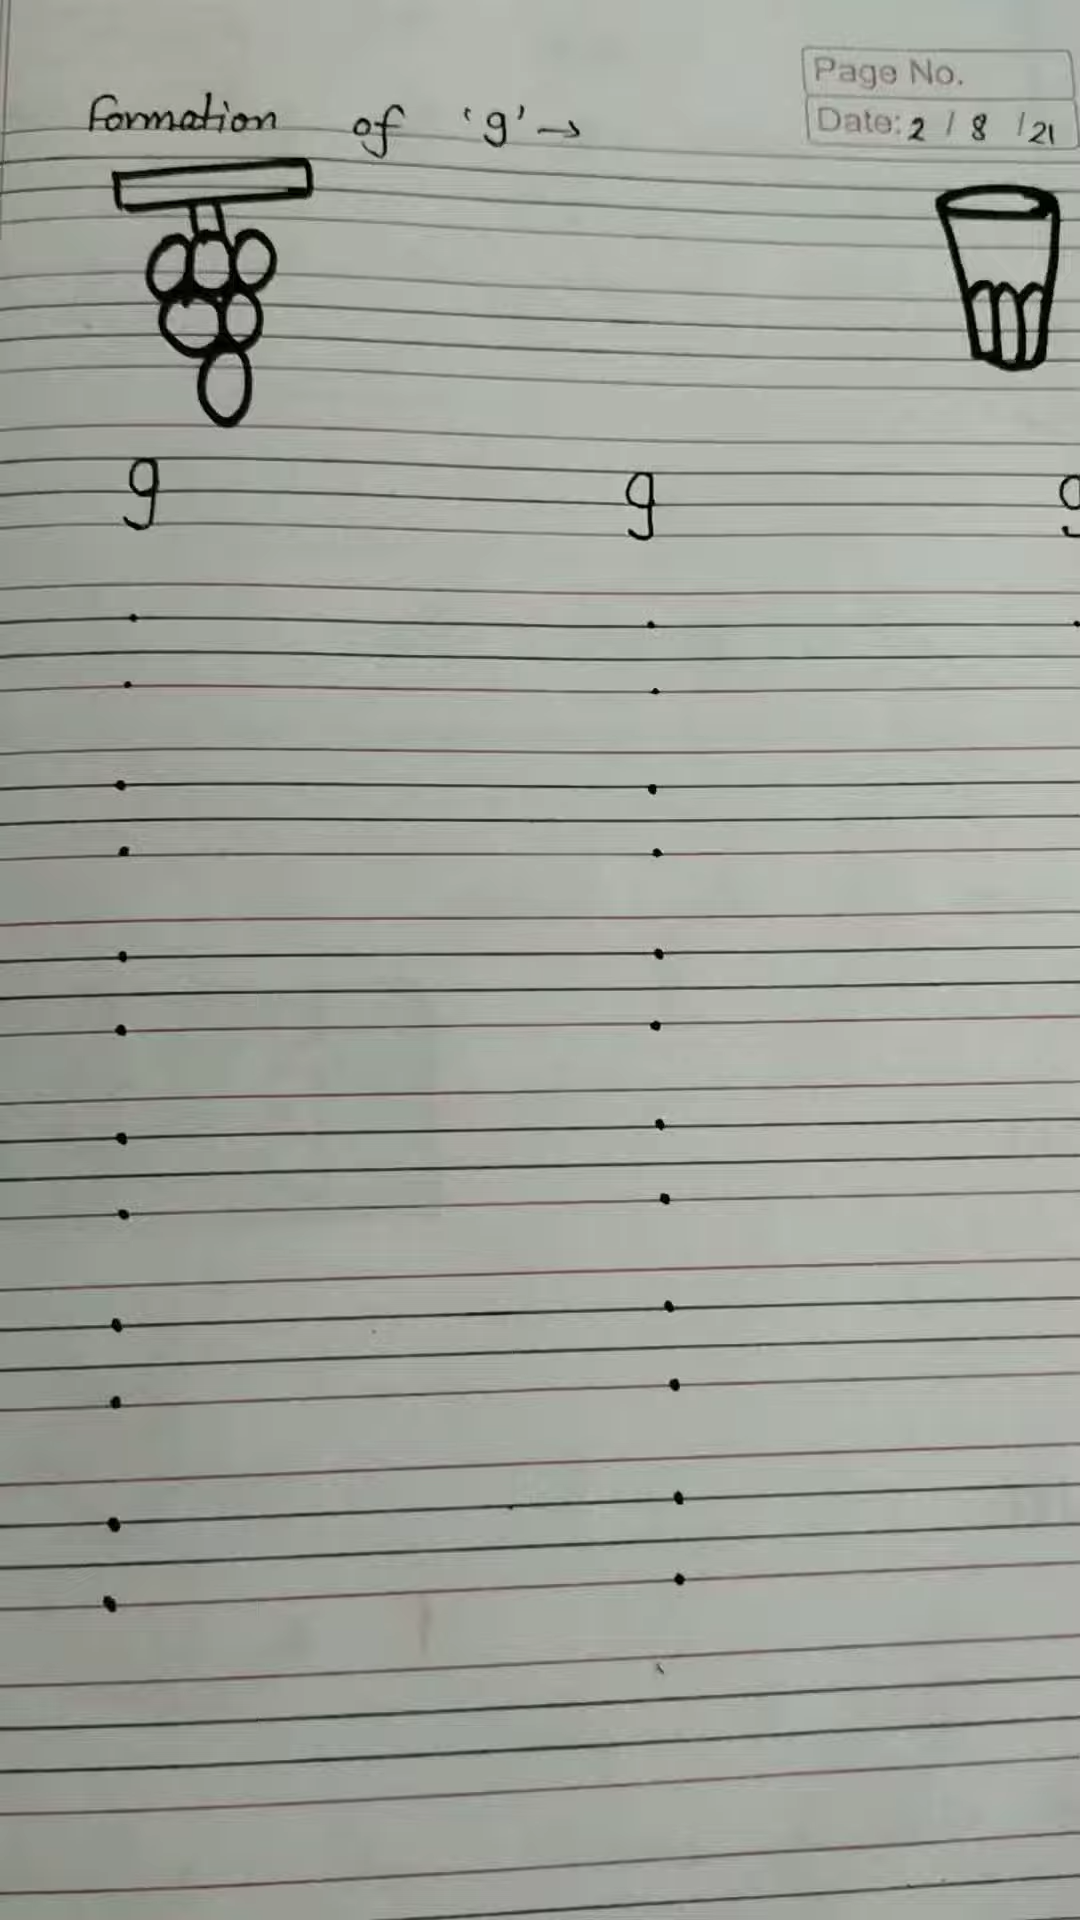 Page No.
Date: 2 / 8 / 21
Formation of 'g' →
g g g